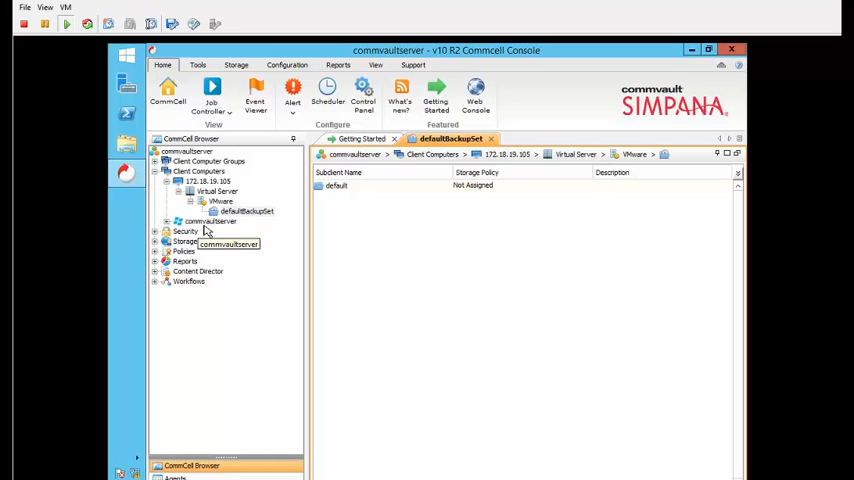 File View VM
commvaultserver - v10 R2 Commcell Console
Home Tools Storage Configuration Reports View Support
CommCell
Job Controller
Event Viewer
Alert
Scheduler
Control Panel
What's new?
Getting Started
Web Console
View
Configure
Featured
commvault
SIMPANA
CommCell Browser
Getting Started
defaultBackupSet
commvaultserver
Client Computer Groups
Client Computers
172.18.19.105
Virtual Server
VMware
defaultBackupSet
commvaultserver
Security
Storage
commvaultserver
Policies
Reports
Content Director
Workflows
CommCell Browser
Agents
commvaultserver > Client Computers > 172.18.19.105 > Virtual Server > VMware >
Subclient Name Storage Policy Description
default Not Assigned